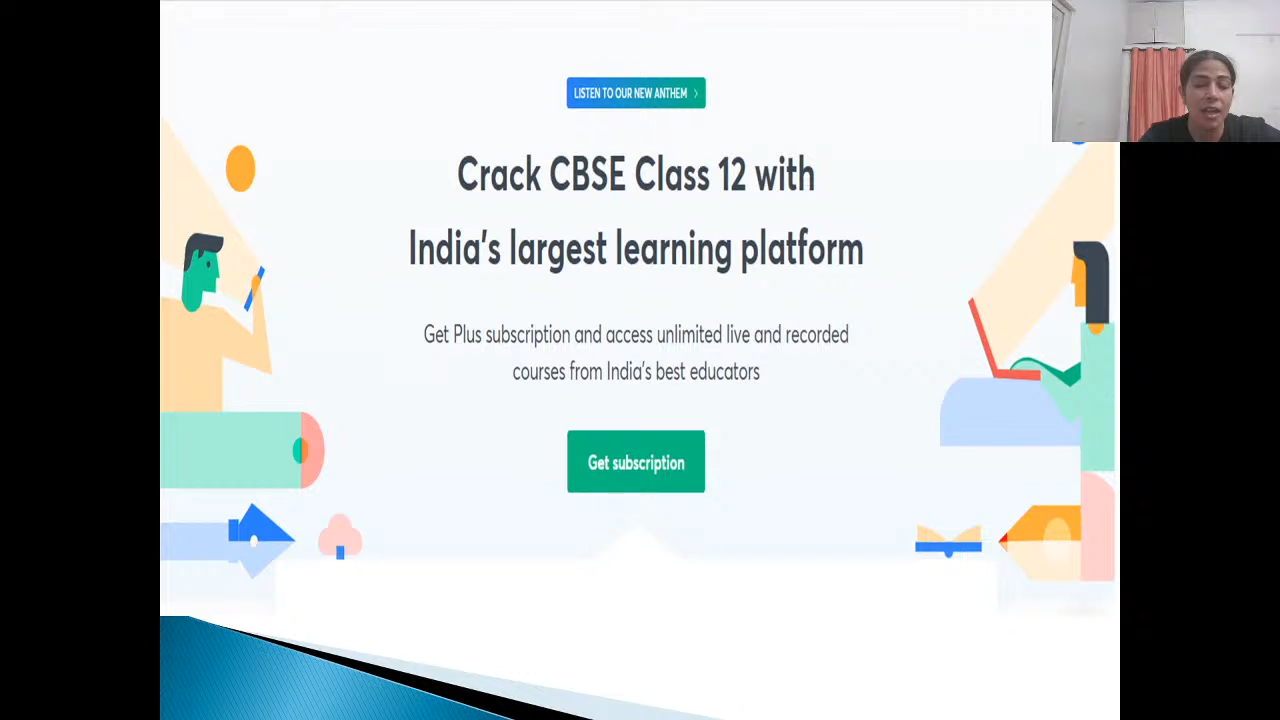 LISTEN TO OUR NEW ANTHEM >
Crack CBSE Class 12 with
India's largest learning platform
Get Plus subscription and access unlimited live and recorded
courses from India's best educators
Get subscription